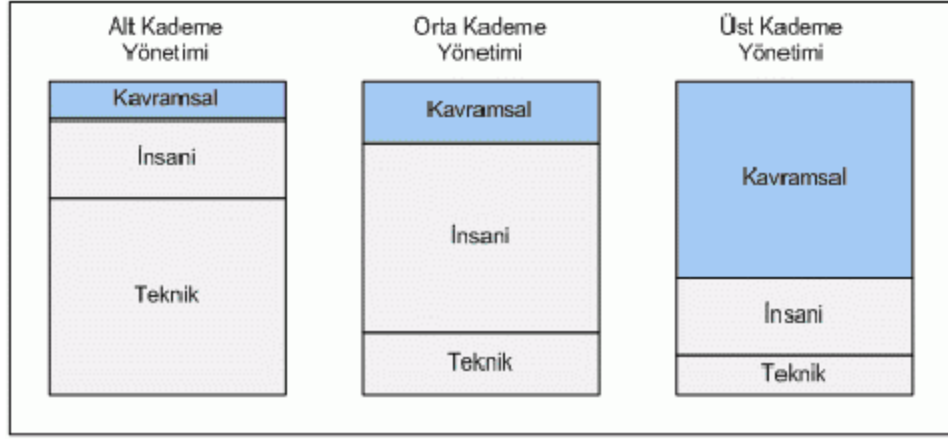 Alt Kademe
Yönetimi
Kavramsal
İnsani
Teknik
Orta Kademe
Yönetimi
Kavramsal
İnsani
Teknik
Üst Kademe
Yönetimi
Kavramsal
İnsani
Teknik